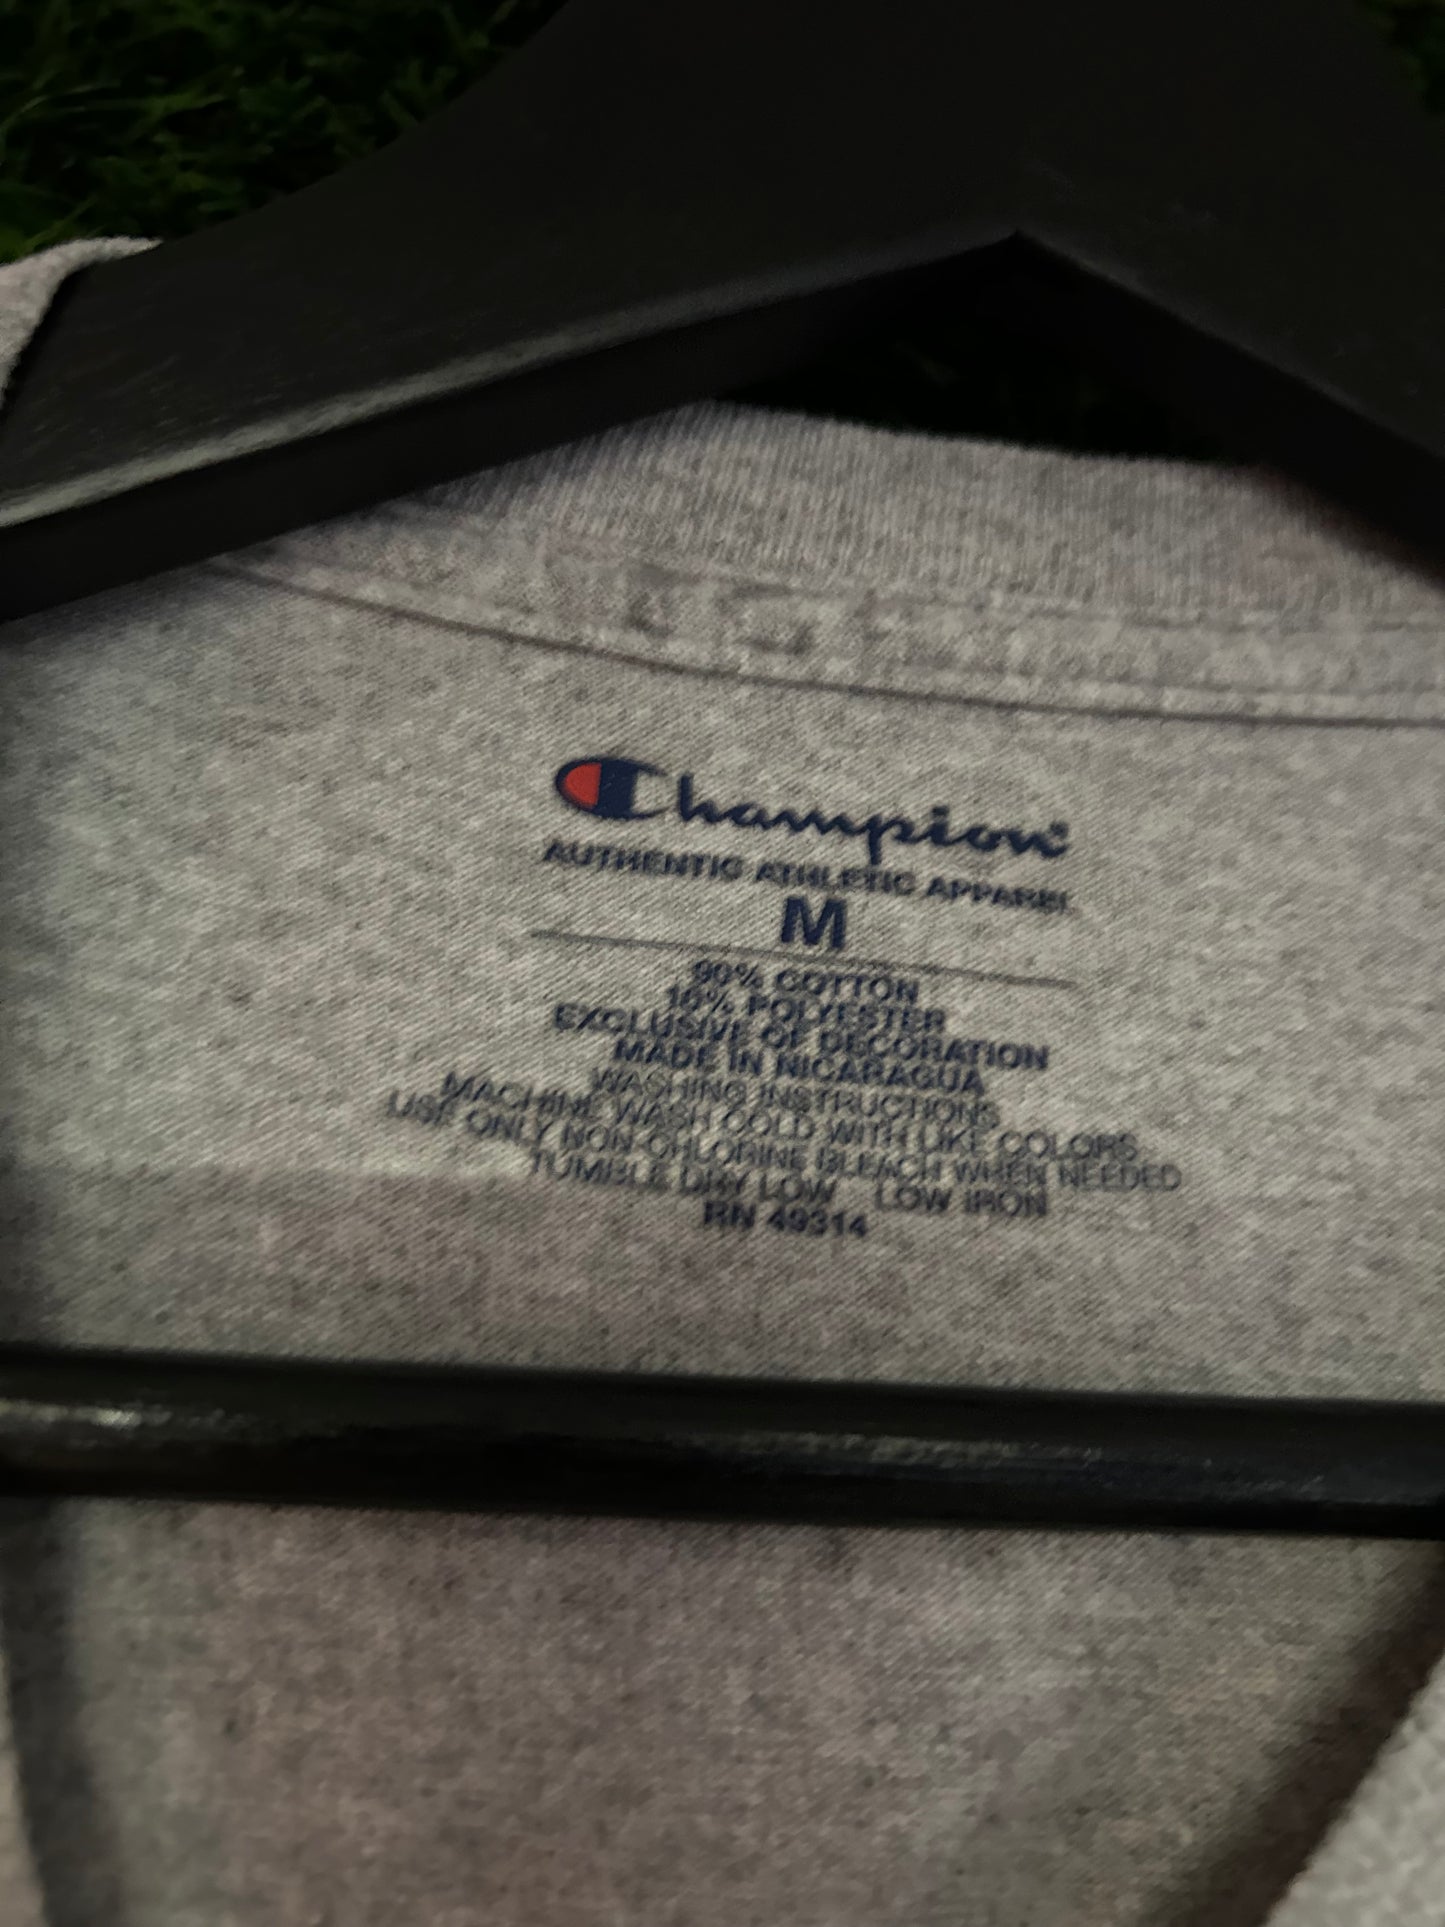 Champion®
AUTHENTIC ATHLETIC APPAREL
M
90% COTTON
10% POLYESTER
EXCLUSIVE OF DECORATION
MADE IN NICARAGUA
WASHING INSTRUCTIONS
MACHINE WASH COLD WITH LIKE COLORS
USE ONLY NON-CHLORINE BLEACH WHEN NEEDED
TUMBLE DRY LOW LOW IRON
RN 49314